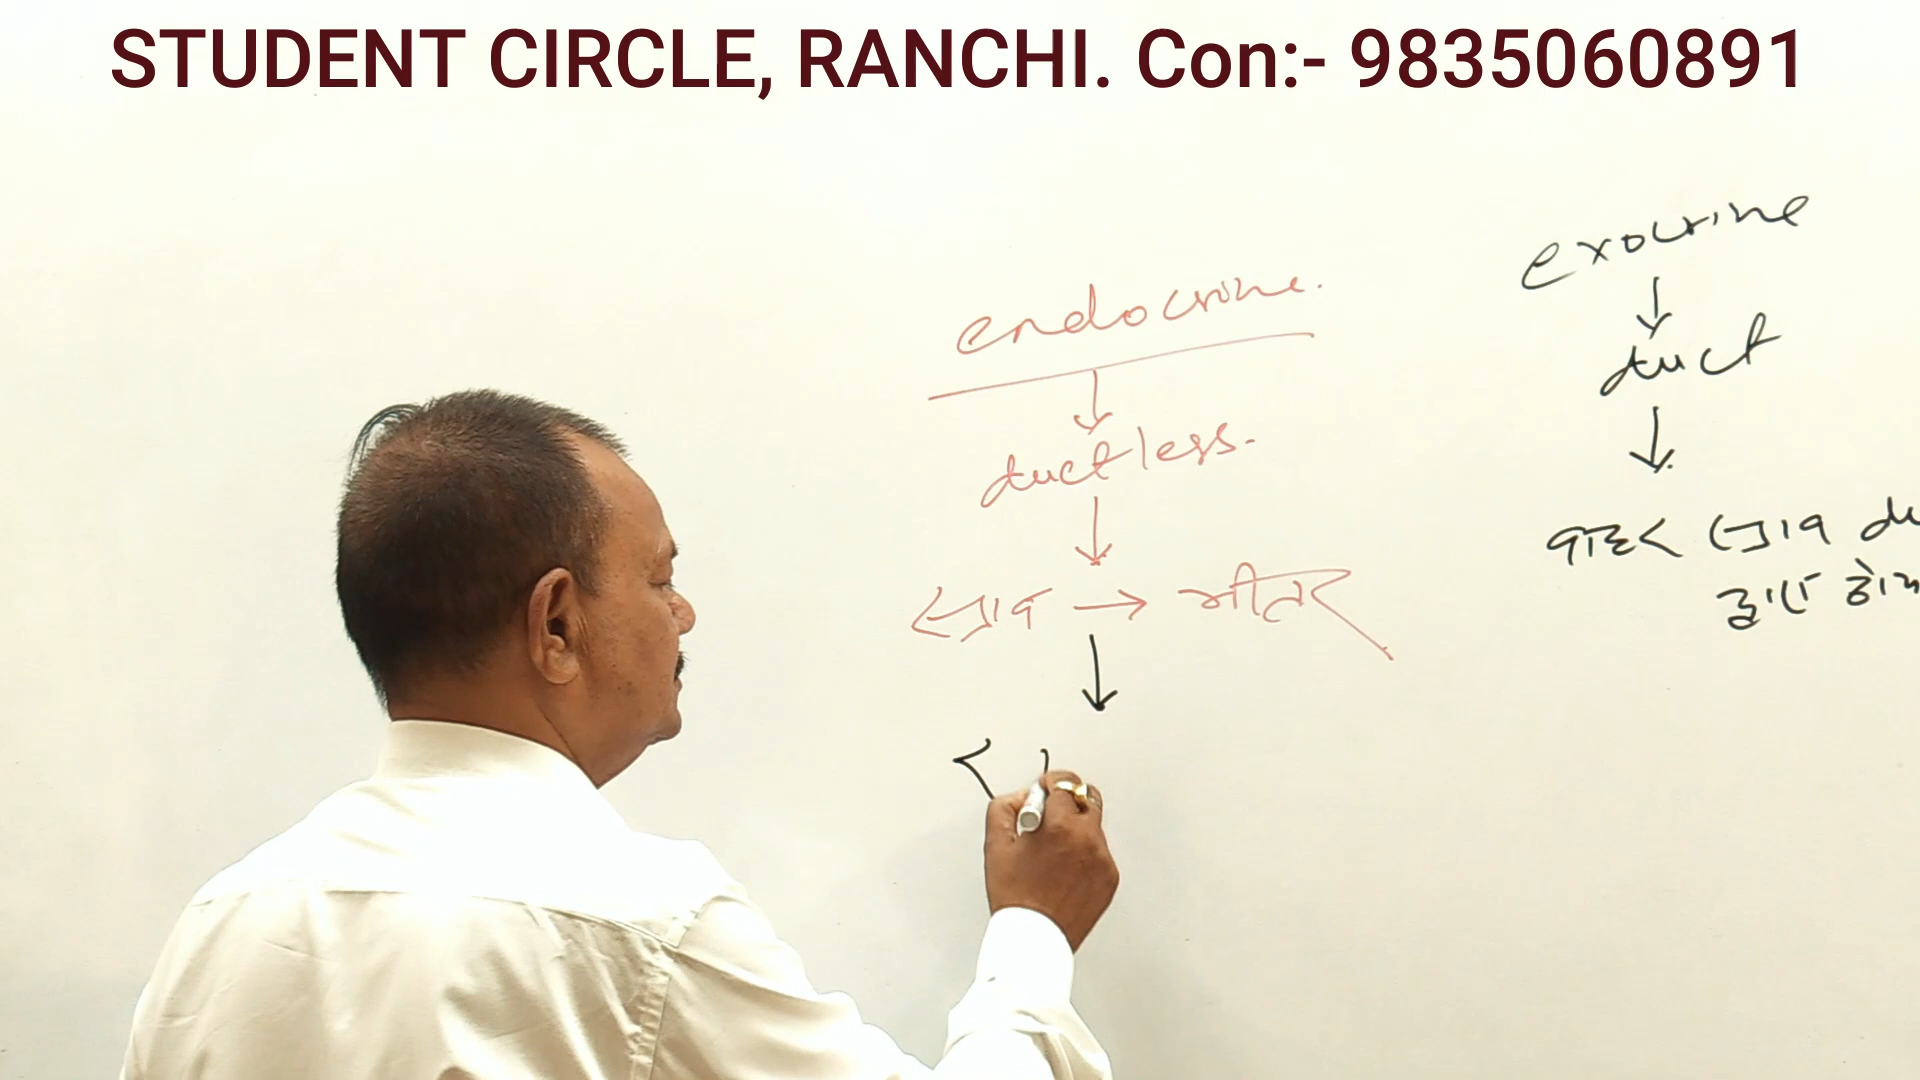 STUDENT CIRCLE, RANCHI. Con:- 9835060891
endocrine.
↓
ductless.
↓
स्त्राव → भीतर
↓
exocrine
↓
duct
↓
बाहर स्त्राव
द्वारा